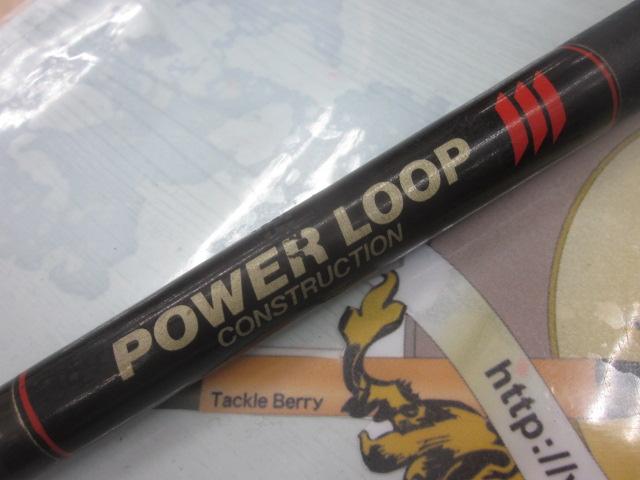 POWER LOOP
CONSTRUCTION
Tackle Berry
http://